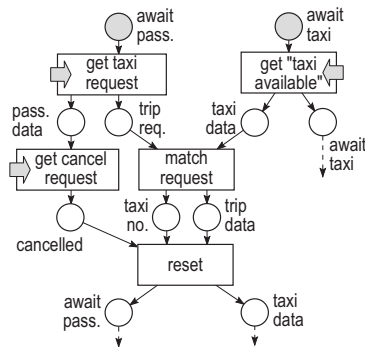 await
pass.
await
taxi
get taxi
request
get "taxi
available"
pass.
data
trip
req.
taxi
data
await
taxi
get cancel
request
match
request
taxi
no.
trip
data
cancelled
reset
await
pass.
taxi
data